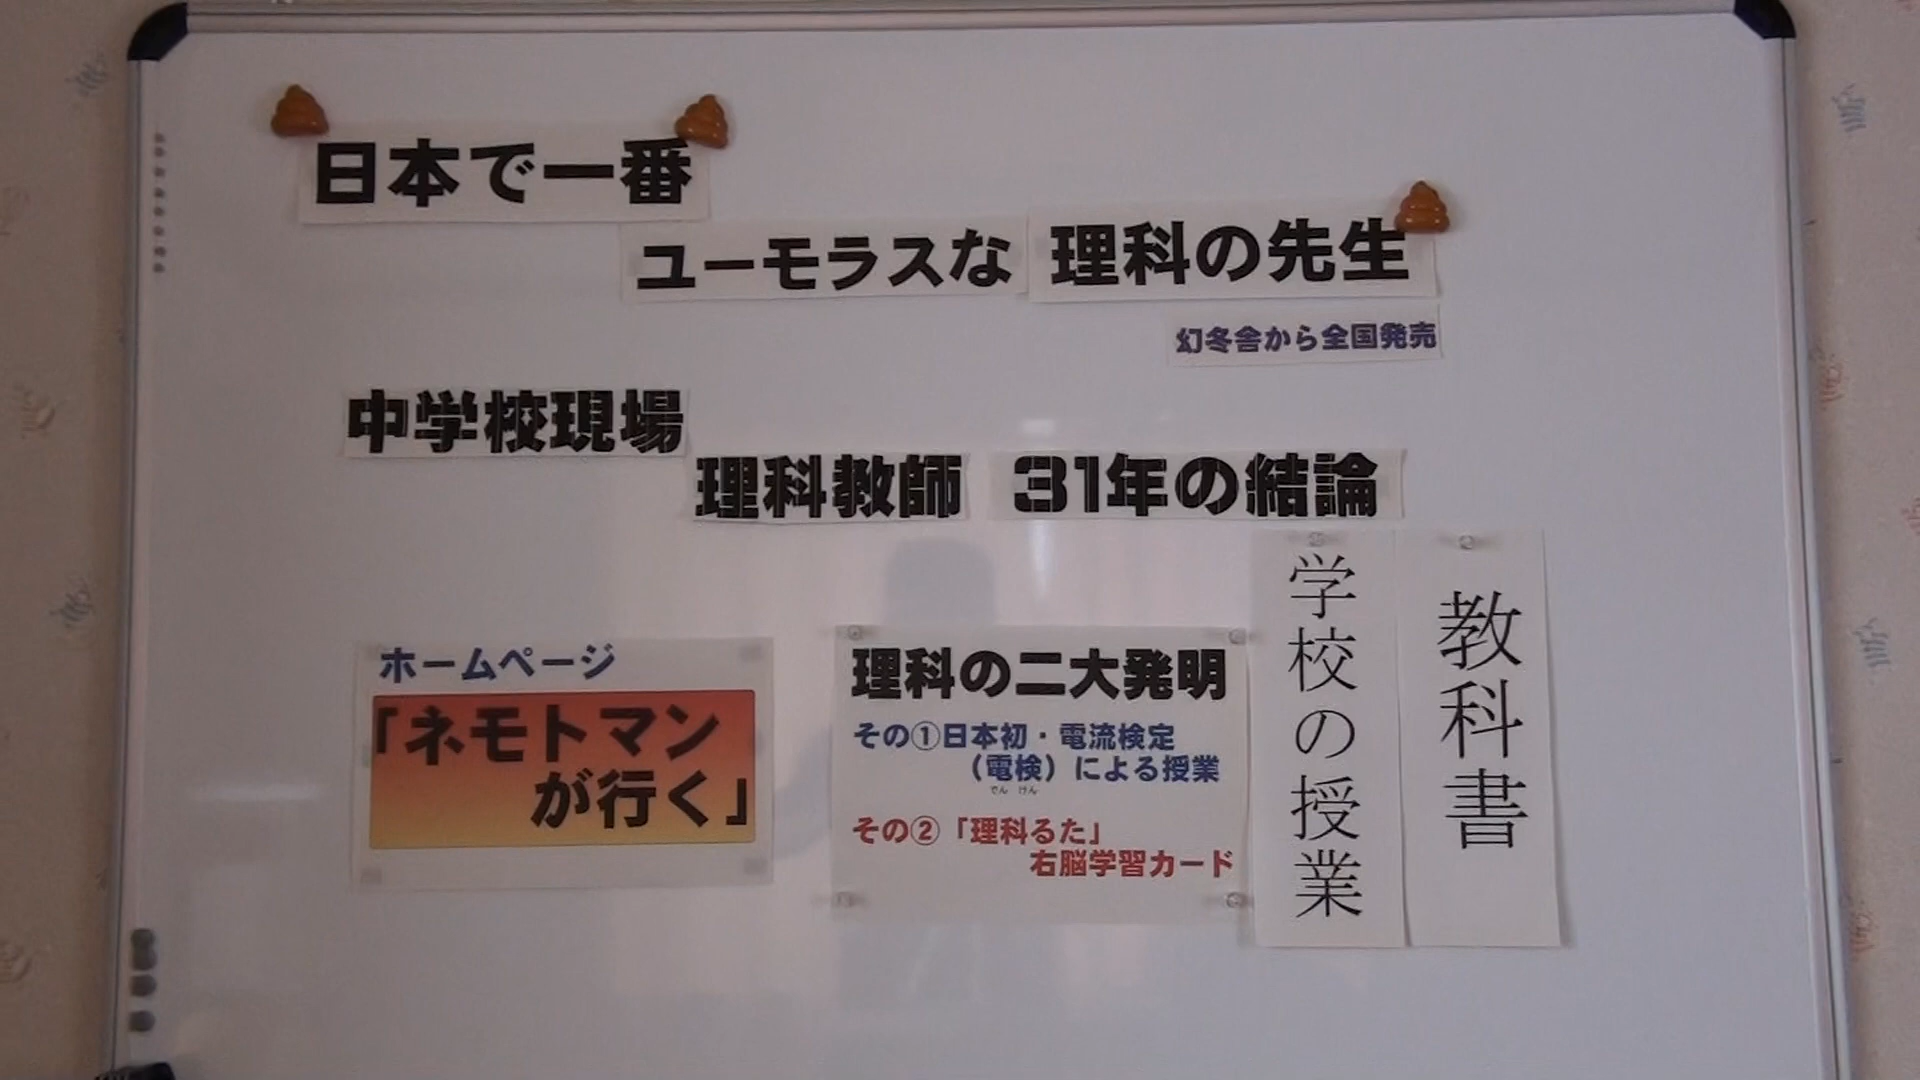 日本で一番
ユーモラスな 理科の先生
幻冬舎から全国発売
中学校現場
理科教師 31年の結論
ホームページ
「ネモトマン
が行く」
理科の二大発明
その①日本初・電流検定
（電検）による授業
でん けん
その②「理科るた」
右脳学習カード
教科書
学校の授業